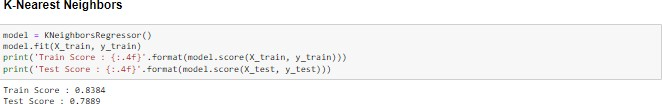 K-Nearest Neighbors
model = KNeighborsRegressor()
model.fit(X_train, y_train)
print('Train Score : {:.4f}'.format(model.score(X_train, y_train)))
print('Test Score : {:.4f}'.format(model.score(X_test, y_test)))
Train Score : 0.8384
Test Score : 0.7889